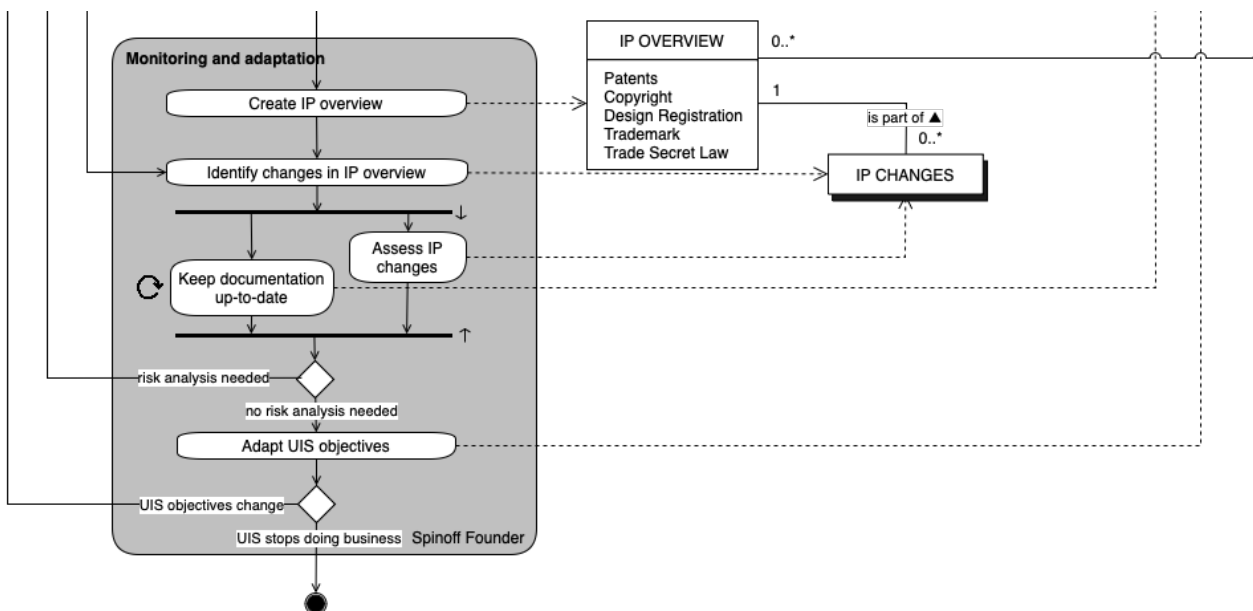 Monitoring and adaptation
Create IP overview
Identify changes in IP overview
Assess IP
changes
Keep documentation
up-to-date
risk analysis needed
no risk analysis needed
Adapt UIS objectives
UIS objectives change
UIS stops doing business
Spinoff Founder
IP OVERVIEW
Patents
Copyright
Design Registration
Trademark
Trade Secret Law
0..*
1
is part of ▲
0..*
IP CHANGES